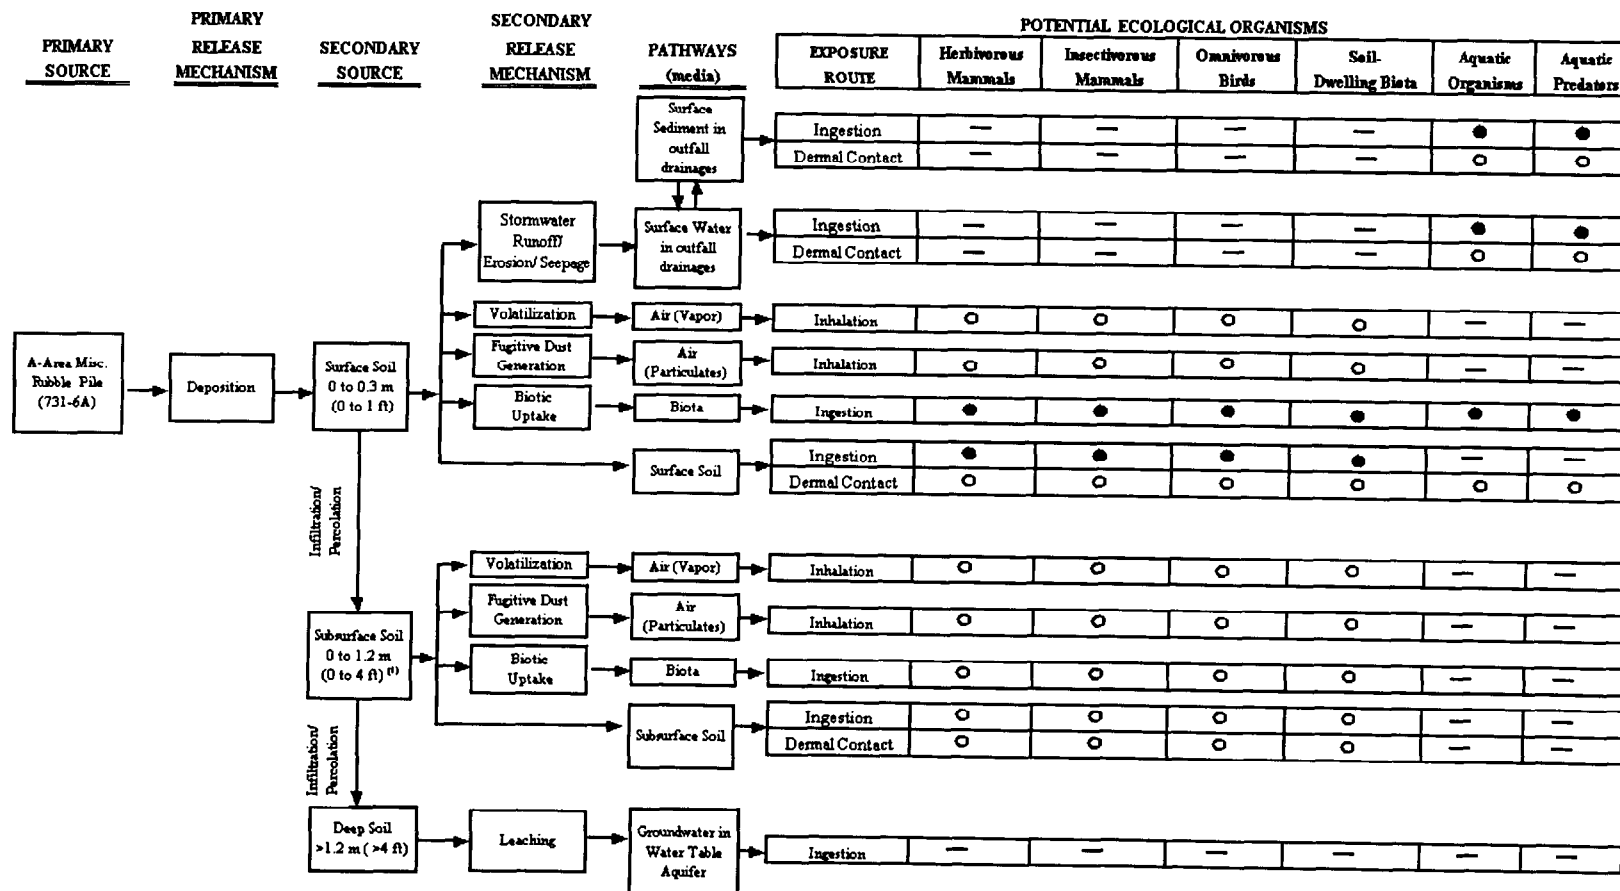 POTENTIAL ECOLOGICAL ORGANISMS
PRIMARY
SOURCE
PRIMARY
RELEASE
MECHANISM
SECONDARY
SOURCE
SECONDARY
RELEASE
MECHANISM
PATHWAYS
(media)
EXPOSURE
ROUTE
Herbivorous
Mammals
Insectivorous
Mammals
Omnivorous
Birds
Soil-
Dwelling Biota
Aquatic
Organisms
Aquatic
Predators
Surface
Sediment in
outfall
drainages
Ingestion — — — — ● ●
Dermal Contact — — — — O O
Stormwater
Runoff/
Erosion/ Seepage
Surface Water
in outfall
drainages
Ingestion — — — — ● ●
Dermal Contact — — — — O O
Volatilization
Air (Vapor)
Inhalation O O O O — —
A-Area Misc.
Rubble Pile
(731-6A)
Deposition
Surface Soil
0 to 0.3 m
(0 to 1 ft)
Fugitive Dust
Generation
Air
(Particulates)
Inhalation O O O O — —
Biotic
Uptake
Biota
Ingestion ● ● ● ● ● ●
Surface Soil
Ingestion ● ● ● ● — —
Dermal Contact O O O O O O
Infiltration/
Percolation
Volatilization
Air (Vapor)
Inhalation O O O O — —
Fugitive Dust
Generation
Air
(Particulates)
Inhalation O O O O — —
Subsurface Soil
0 to 1.2 m
(0 to 4 ft) (1)
Biotic
Uptake
Biota
Ingestion O O O O — —
Subsurface Soil
Ingestion O O O O — —
Dermal Contact O O O O — —
Infiltration/
Percolation
Deep Soil
>1.2 m ( >4 ft)
Leaching
Groundwater in
Water Table
Aquifer
Ingestion — — — — — —